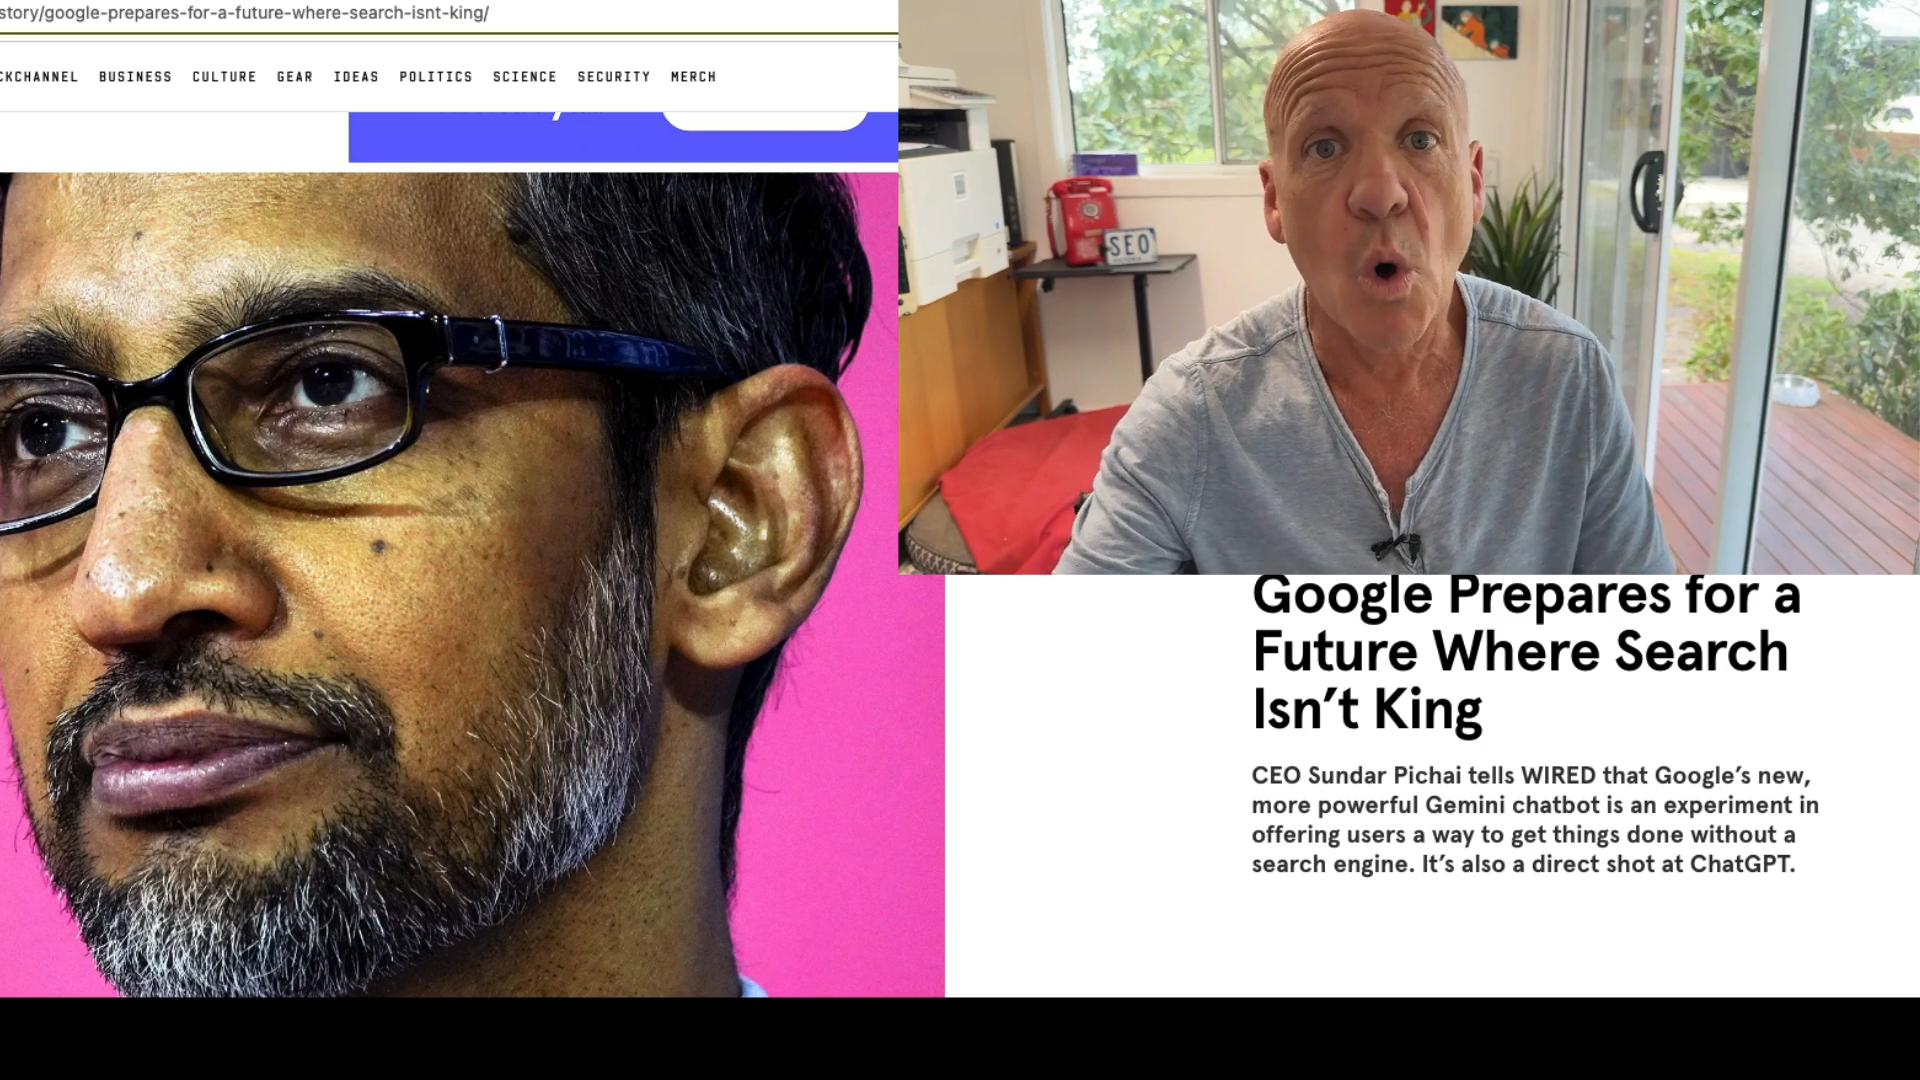 story/google-prepares-for-a-future-where-search-isnt-king/
CKCHANNEL BUSINESS CULTURE GEAR IDEAS POLITICS SCIENCE SECURITY MERCH
SEO
Google Prepares for a
Future Where Search
Isn’t King
CEO Sundar Pichai tells WIRED that Google’s new,
more powerful Gemini chatbot is an experiment in
offering users a way to get things done without a
search engine. It’s also a direct shot at ChatGPT.